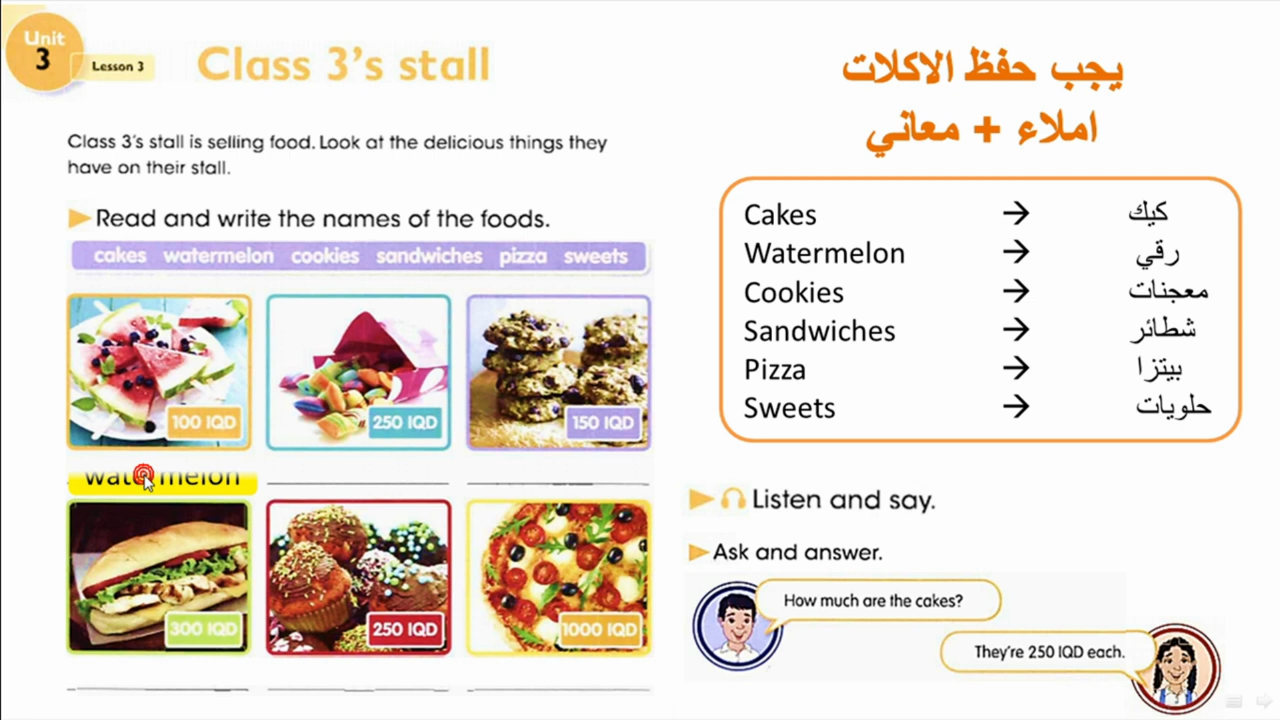 Unit
3
Lesson 3
Class 3's stall
Class 3's stall is selling food. Look at the delicious things they
have on their stall.
Read and write the names of the foods.
cakes watermelon cookies sandwiches pizza sweets
100 IQD
250 IQD
150 IQD
watermelon
300 IQD
250 IQD
1000 IQD
يجب حفظ الاكلات
املاء + معاني
Cakes → كيك
Watermelon → رقي
Cookies → معجنات
Sandwiches → شطائر
Pizza → بيتزا
Sweets → حلويات
Listen and say.
Ask and answer.
How much are the cakes?
They're 250 IQD each.